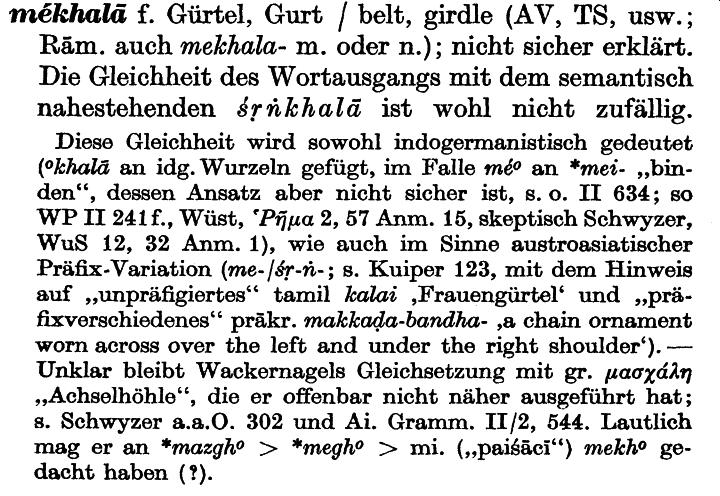 mékhalā f. Gürtel, Gurt / belt, girdle (AV, TS, usw.;
Rām. auch mekhala- m. oder n.); nicht sicher erklärt.
Die Gleichheit des Wortausgangs mit dem semantisch
nahestehenden śṛṅkhalā ist wohl nicht zufällig.
Diese Gleichheit wird sowohl indogermanistisch gedeutet
(°khalā an idg. Wurzeln gefügt, im Falle mé° an *mei- „bin-
den“, dessen Ansatz aber nicht sicher ist, s. o. II 634; so
WP II 241 f., Wüst, Ῥῆμα 2, 57 Anm. 15, skeptisch Schwyzer,
WuS 12, 32 Anm. 1), wie auch im Sinne austroasiatischer
Präfix-Variation (me-/śṛ-ṅ-; s. Kuiper 123, mit dem Hinweis
auf „unpräfigiertes“ tamil kalai ‚Frauengürtel‘ und „prä-
fixverschiedenes“ prākr. makkaḍa-bandha- ‚a chain ornament
worn across over the left and under the right shoulder‘). —
Unklar bleibt Wackernagels Gleichsetzung mit gr. μασχάλη
„Achselhöhle“, die er offenbar nicht näher ausgeführt hat;
s. Schwyzer a.a.O. 302 und Ai. Gramm. II/2, 544. Lautlich
mag er an *mazgh° > *megh° > mi. („paiśācī“) mekh° ge-
dacht haben (?).